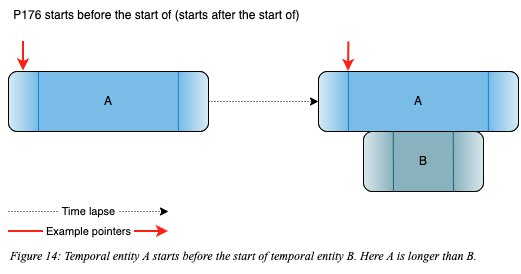 P176 starts before the start of (starts after the start of)
A
A
B
Time lapse
Example pointers
Figure 14: Temporal entity A starts before the start of temporal entity B. Here A is longer than B.